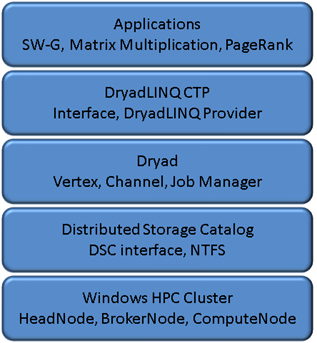 Applications
SW-G, Matrix Multiplication, PageRank
DryadLINQ CTP
Interface, DryadLINQ Provider
Dryad
Vertex, Channel, Job Manager
Distributed Storage Catalog
DSC interface, NTFS
Windows HPC Cluster
HeadNode, BrokerNode, ComputeNode